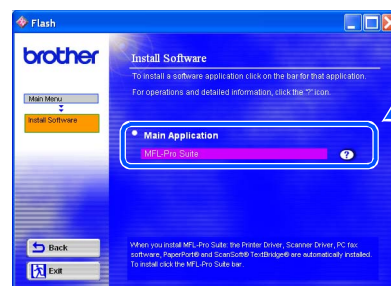 Flash
brother
Install Software
To install a software application click on the bar for that application.
For operations and detailed information, click the "?" icon.
Main Menu
Install Software
Main Application
MFL-Pro Suite
?
Back
Exit
When you install MFL-Pro Suite: the Printer Driver, Scanner Driver, PC fax
software, PaperPort® and ScanSoft® TextBridge® are automatically installed.
To install click the MFL-Pro Suite bar.